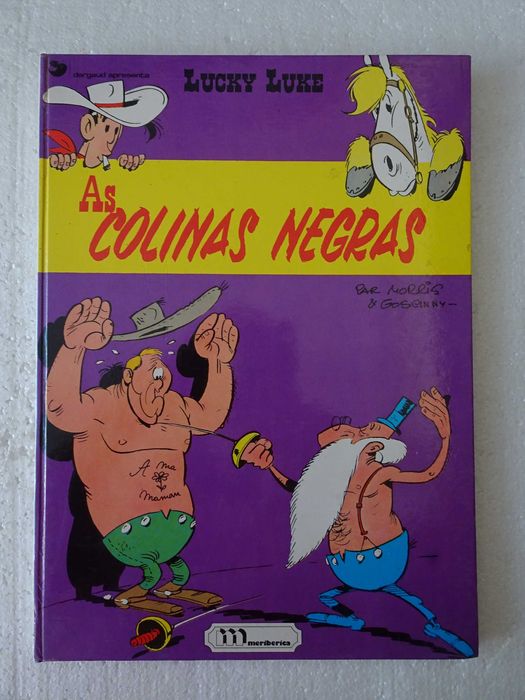 dargaud apresenta
LUCKY LUKE
As
COLINAS NEGRAS
PAR MORRIS
& GOSCINNY
A ma
maman
m
meribérica